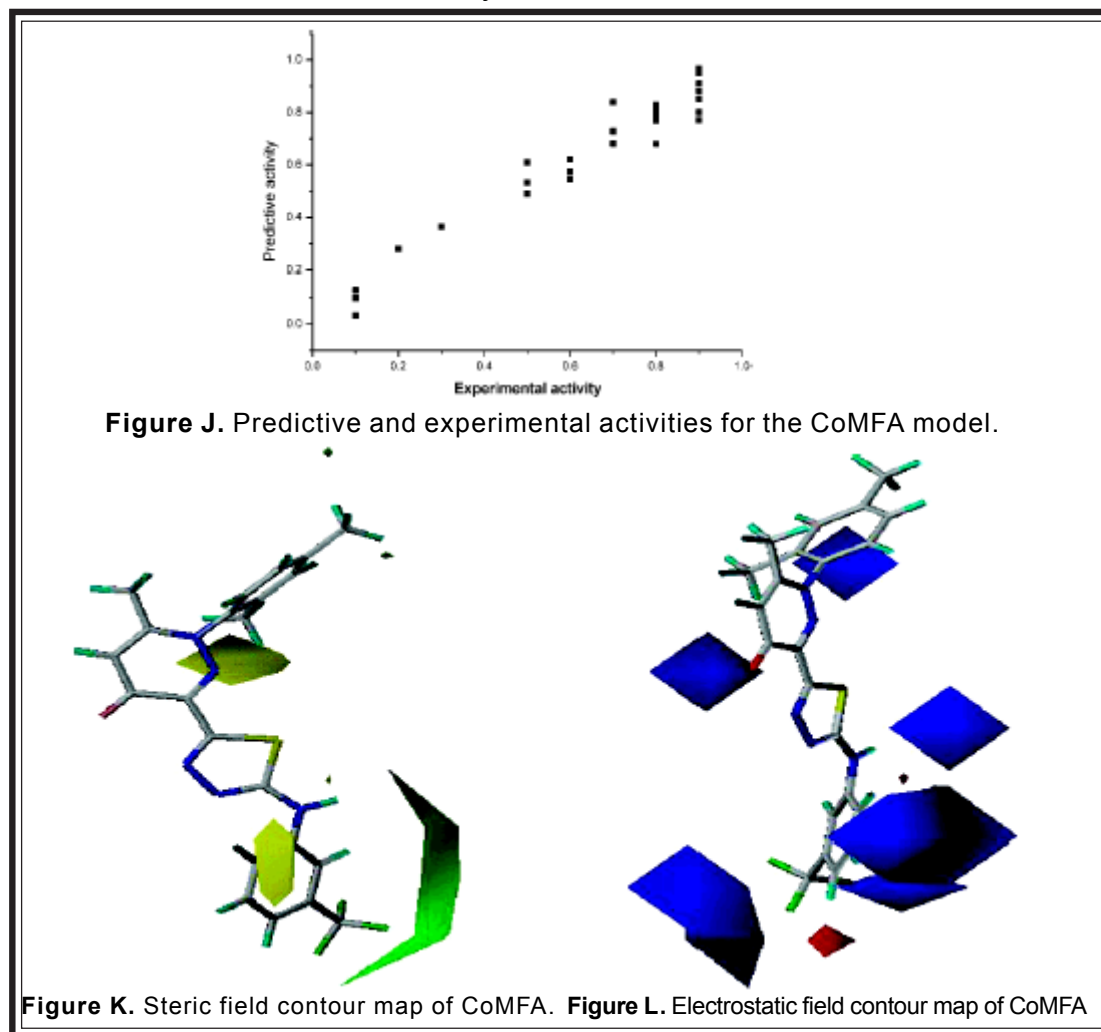 1.0
0.8
0.6
0.4
0.2
0.0
Predictive activity
0.0 0.2 0.4 0.6 0.8 1.0
Experimental activity
Figure J. Predictive and experimental activities for the CoMFA model.
Figure K. Steric field contour map of CoMFA. Figure L. Electrostatic field contour map of CoMFA